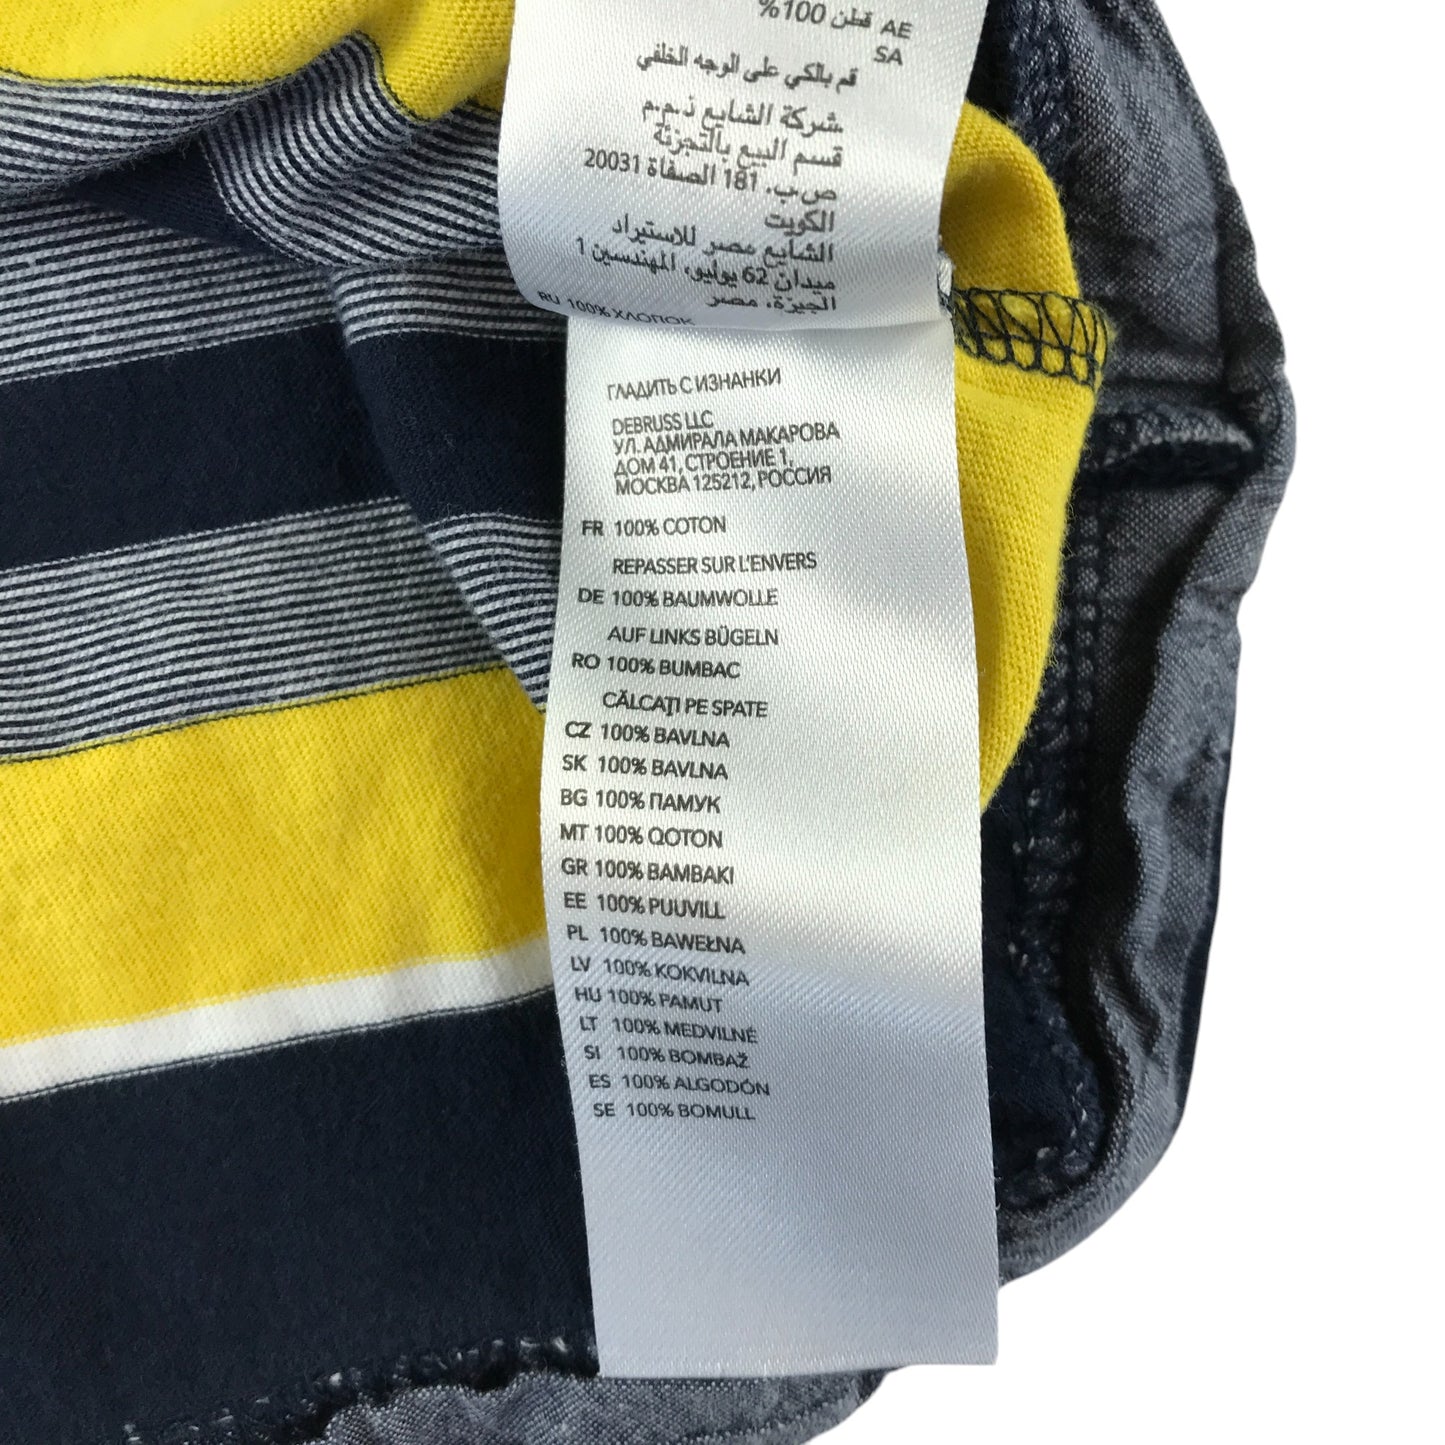 AE قطن 100%
SA
قم بالكي على الوجه الخلفي
شركة الشايع ذ.م.م.
قسم البيع بالتجزئة
ص.ب. 181 الصفاة 20031
الكويت
الشايع مصر للاستيراد
ميدان 26 يوليو، المهندسين 1
الجيزة، مصر
RU 100% ХЛОПОК
ГЛАДИТЬ С ИЗНАНКИ
DEBRUSS LLC
УЛ. АДМИРАЛА МАКАРОВА
ДОМ 41, СТРОЕНИЕ 1,
МОСКВА 125212, РОССИЯ
FR 100% COTON
REPASSER SUR L'ENVERS
DE 100% BAUMWOLLE
AUF LINKS BÜGELN
RO 100% BUMBAC
CĂLCAŢI PE SPATE
CZ 100% BAVLNA
SK 100% BAVLNA
BG 100% ПАМУК
MT 100% QOTON
GR 100% BAMBAKI
EE 100% PUUVILL
PL 100% BAWEŁNA
LV 100% KOKVILNA
HU 100% PAMUT
LT 100% MEDVILNĖ
SI 100% BOMBAŽ
ES 100% ALGODÓN
SE 100% BOMULL